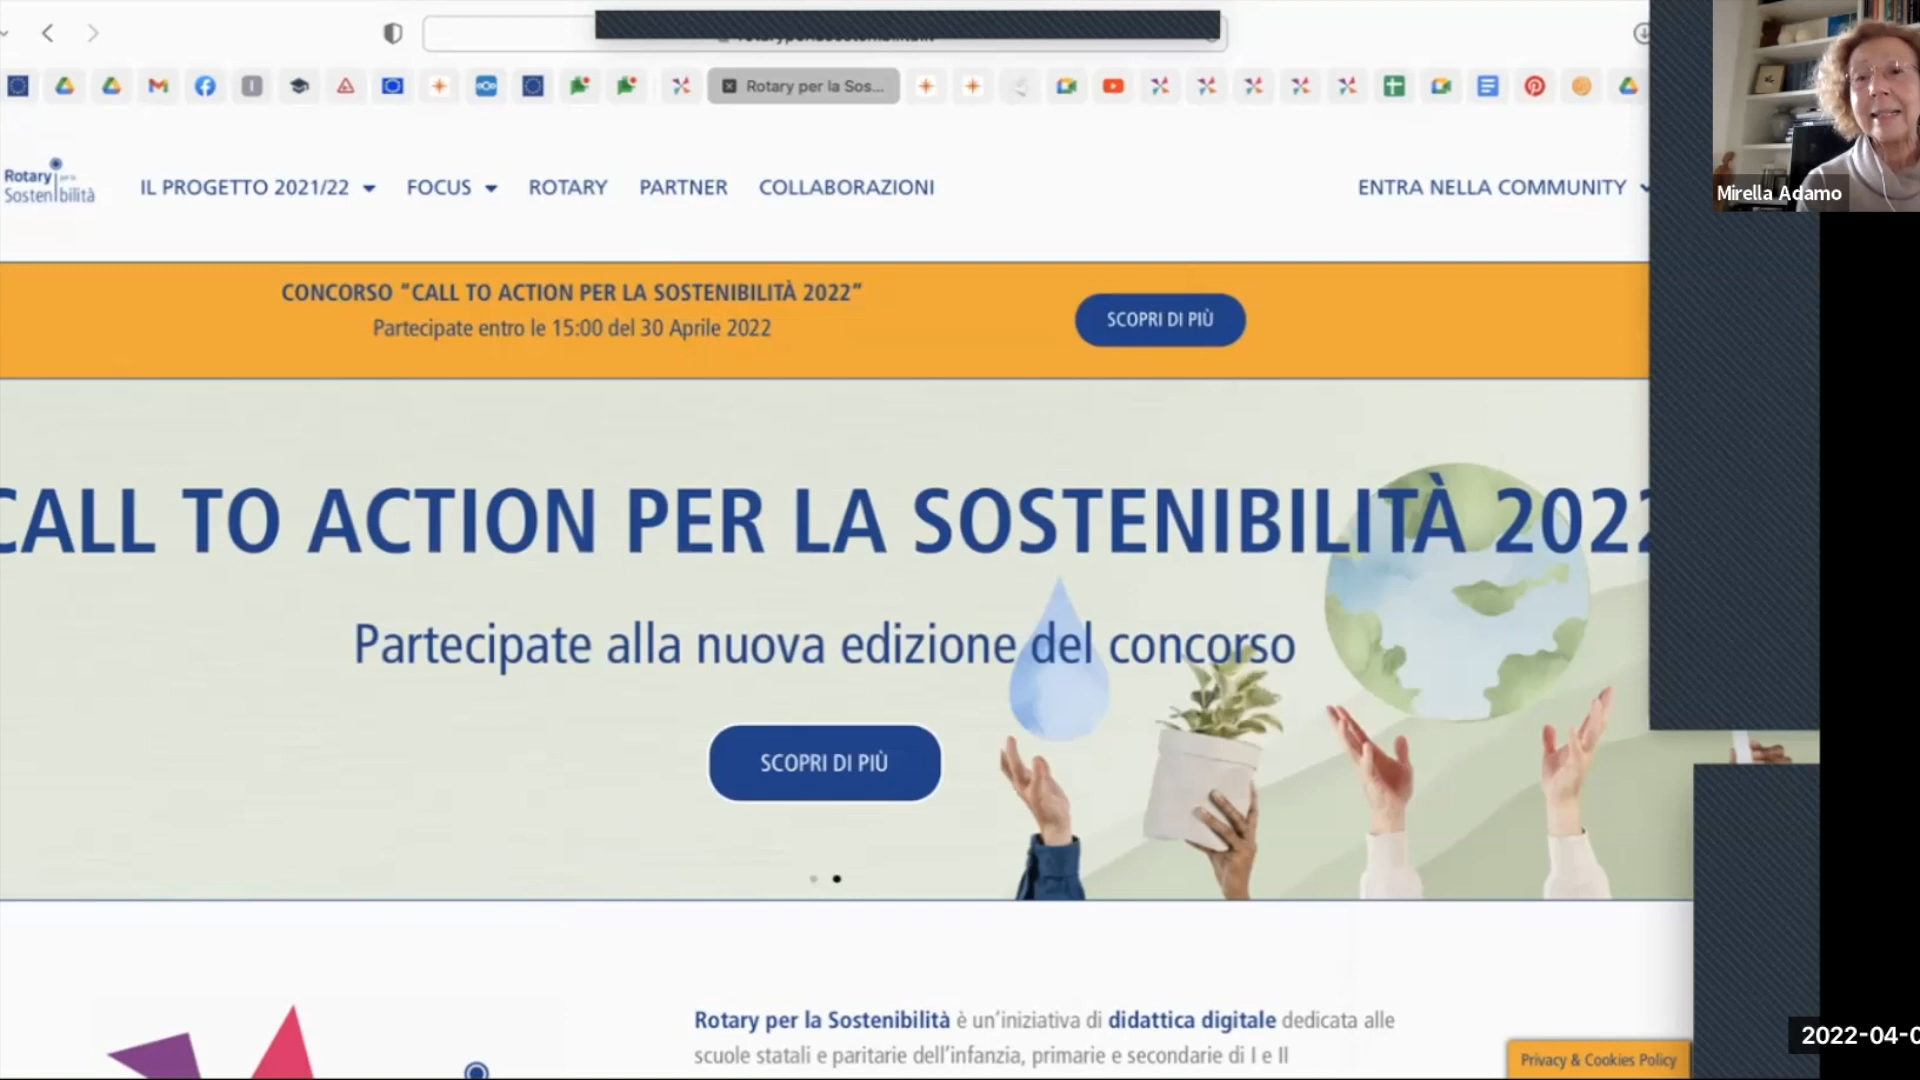 Rotary per la Sos...
Rotary per la
Sostenibilità
IL PROGETTO 2021/22
FOCUS
ROTARY
PARTNER
COLLABORAZIONI
ENTRA NELLA COMMUNITY
Mirella Adamo
CONCORSO “CALL TO ACTION PER LA SOSTENIBILITÀ 2022”
Partecipate entro le 15:00 del 30 Aprile 2022
SCOPRI DI PIÙ
CALL TO ACTION PER LA SOSTENIBILITÀ 2022
Partecipate alla nuova edizione del concorso
SCOPRI DI PIÙ
Rotary per la Sostenibilità è un’iniziativa di didattica digitale dedicata alle
scuole statali e paritarie dell’infanzia, primarie e secondarie di I e II
Privacy & Cookies Policy
2022-04-0